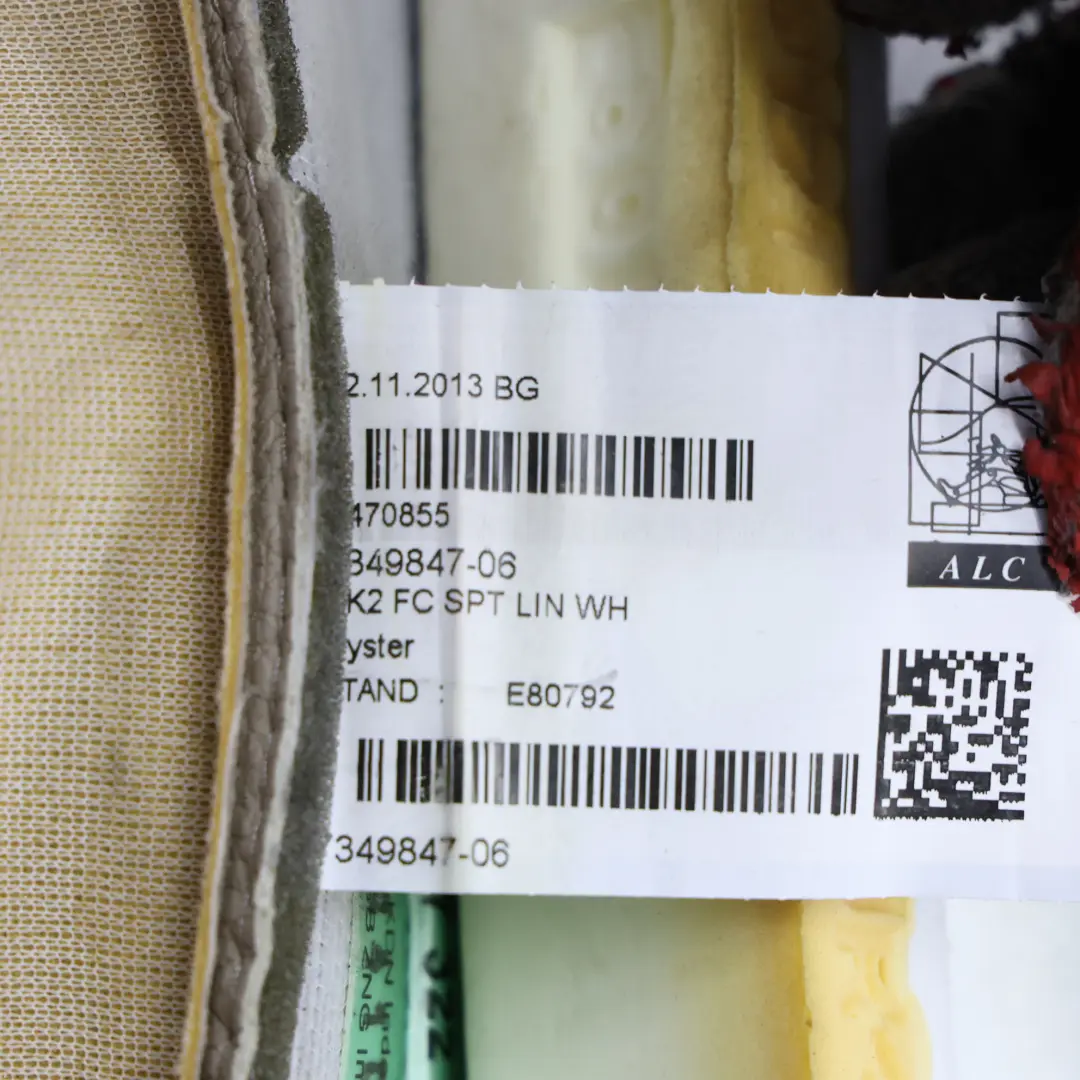 2.11.2013 BG
470855
349847-06
K2 FC SPT LIN WH
yster
TAND : E80792
349847-06
ALC